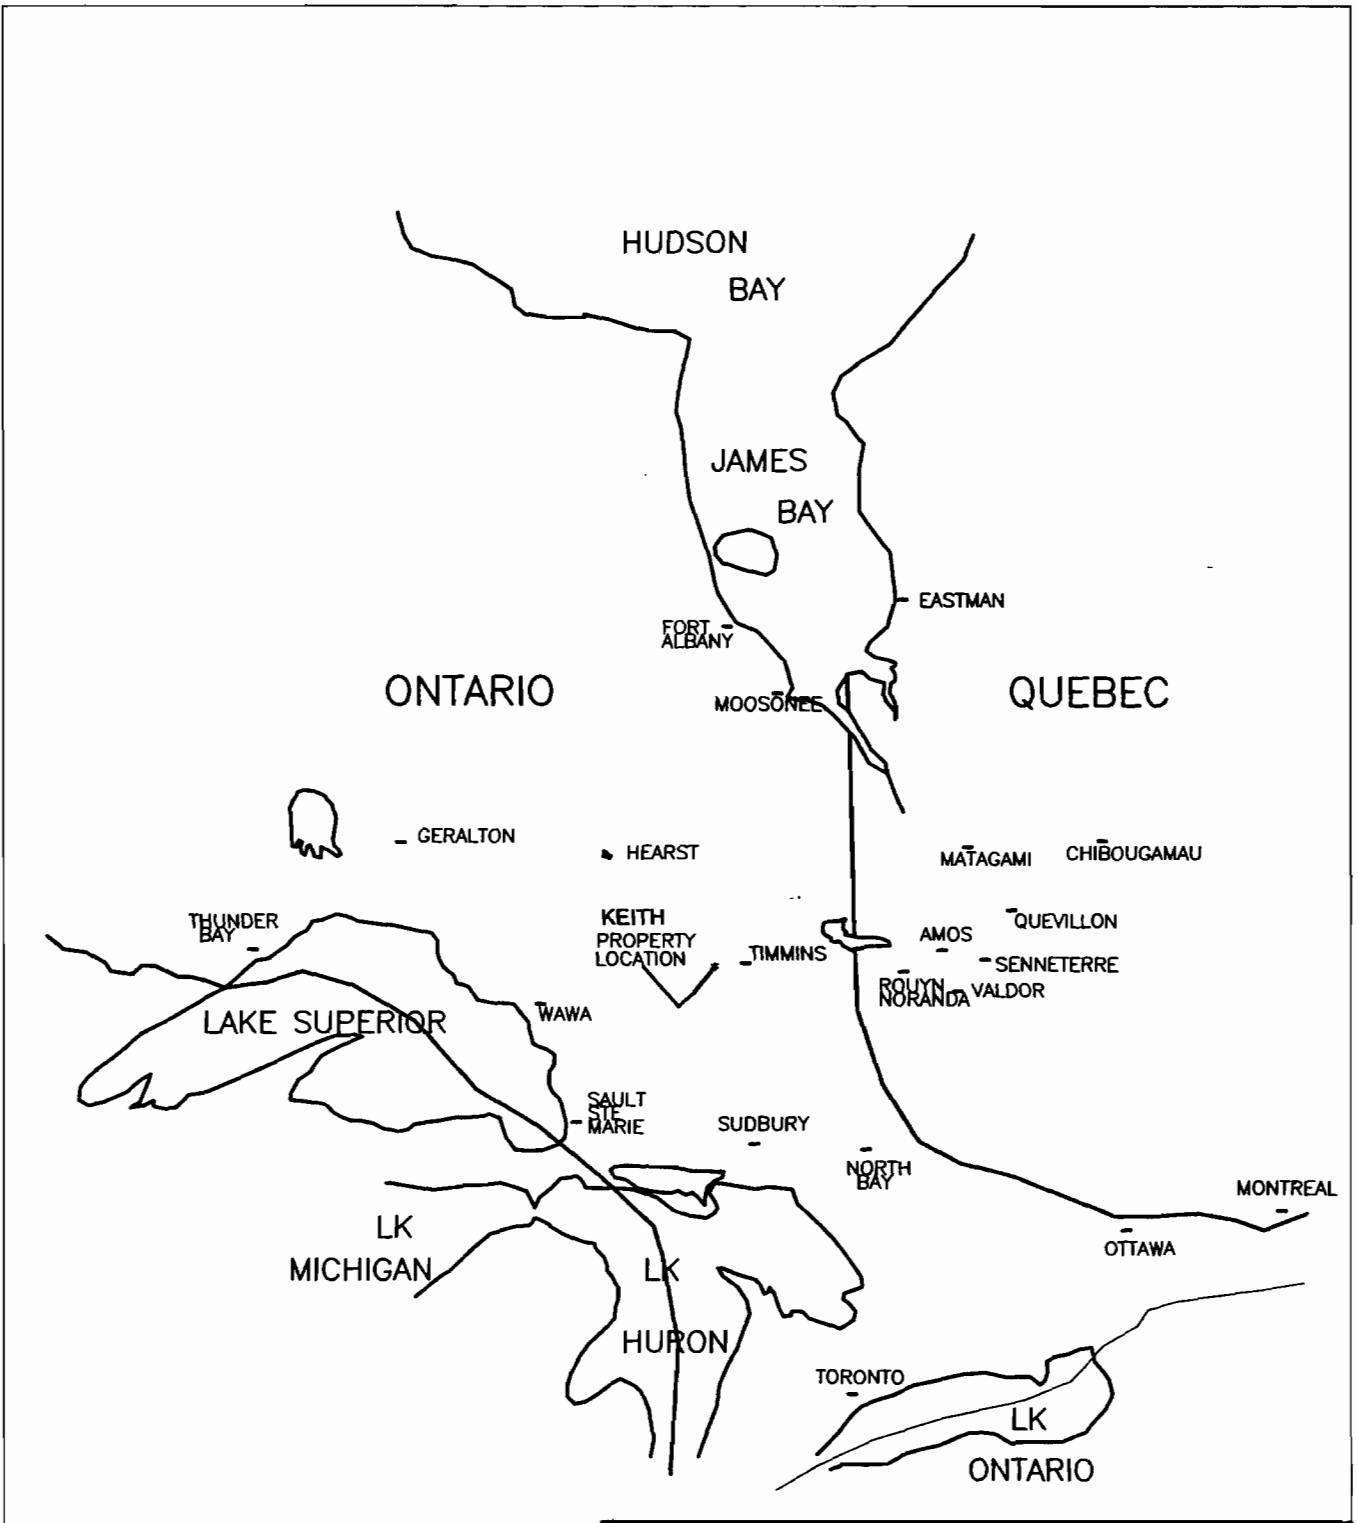 HUDSON
BAY
JAMES
BAY
EASTMAN
FORT
ALBANY
ONTARIO
QUEBEC
MOOSONEE
GERALTON
HEARST
MATAGAMI
CHIBOUGAMAU
THUNDER
BAY
KEITH
PROPERTY
LOCATION
TIMMINS
AMOS
QUEVILLON
SENNETERRE
ROUYN
NORANDA
VALDOR
WAWA
LAKE SUPERIOR
SAULT
STE
MARIE
SUDBURY
NORTH
BAY
MONTREAL
OTTAWA
LK
MICHIGAN
LK
HURON
TORONTO
LK
ONTARIO